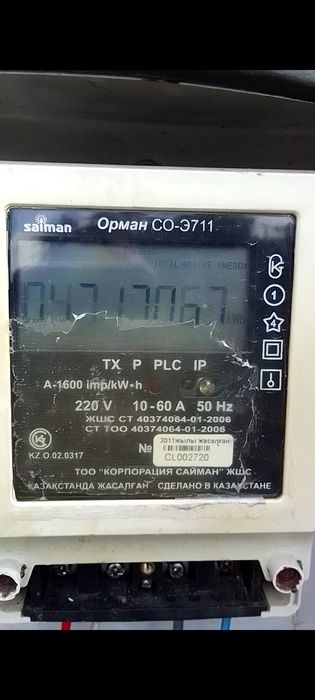 saiman
Орман СО-Э711
TOTAL ACTIVE ENERGY
kWh
TX P PLC IP
A-1600 imp/kW•h
220 V 10-60 A 50 Hz
ЖШС СТ 40374064-01-2006
СТ ТОО 40374064-01-2006
KZ.O.02.0317
№
2011жылы жасалған
CL002720
ТОО "КОРПОРАЦИЯ САЙМАН" ЖШС
ҚАЗАҚСТАНДА ЖАСАЛҒАН СДЕЛАНО В КАЗАХСТАНЕ
1
4